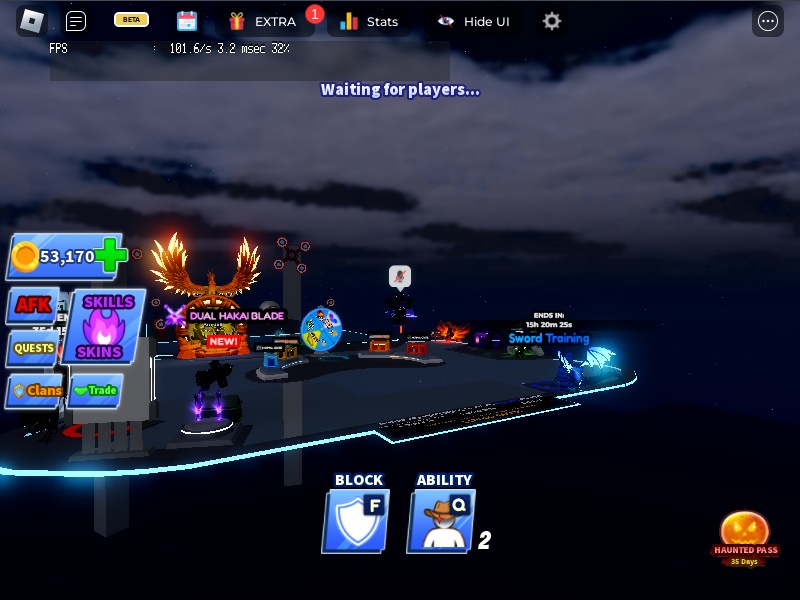 BETA
EXTRA
1
Stats
Hide UI
FPS : 101.6/s 3.2 msec 32%
Waiting for players...
53,170
AFK
SKILLS
SKINS
QUESTS
Clans
Trade
DUAL HAKAI BLADE
NEW!
ENDS IN:
15h 20m 25s
Sword Training
BLOCK
F
ABILITY
Q
2
HAUNTED PASS
35 Days